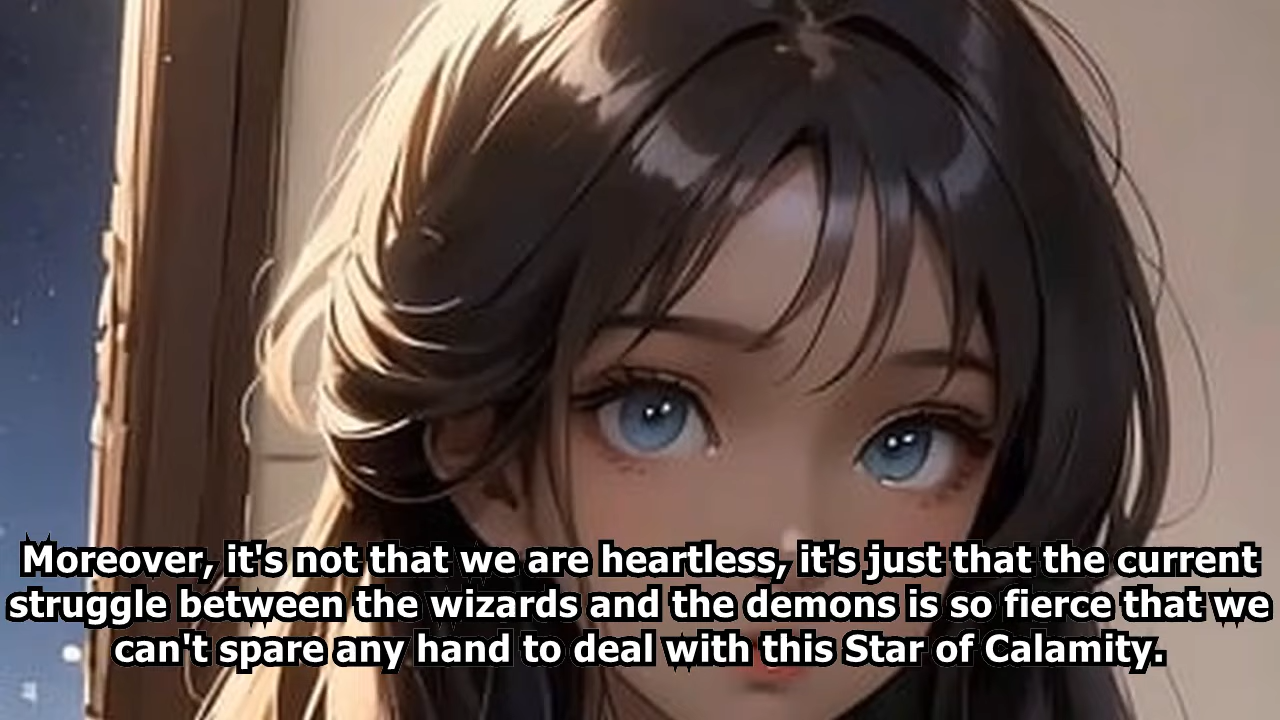 Moreover, it's not that we are heartless, it's just that the current
struggle between the wizards and the demons is so fierce that we
can't spare any hand to deal with this Star of Calamity.